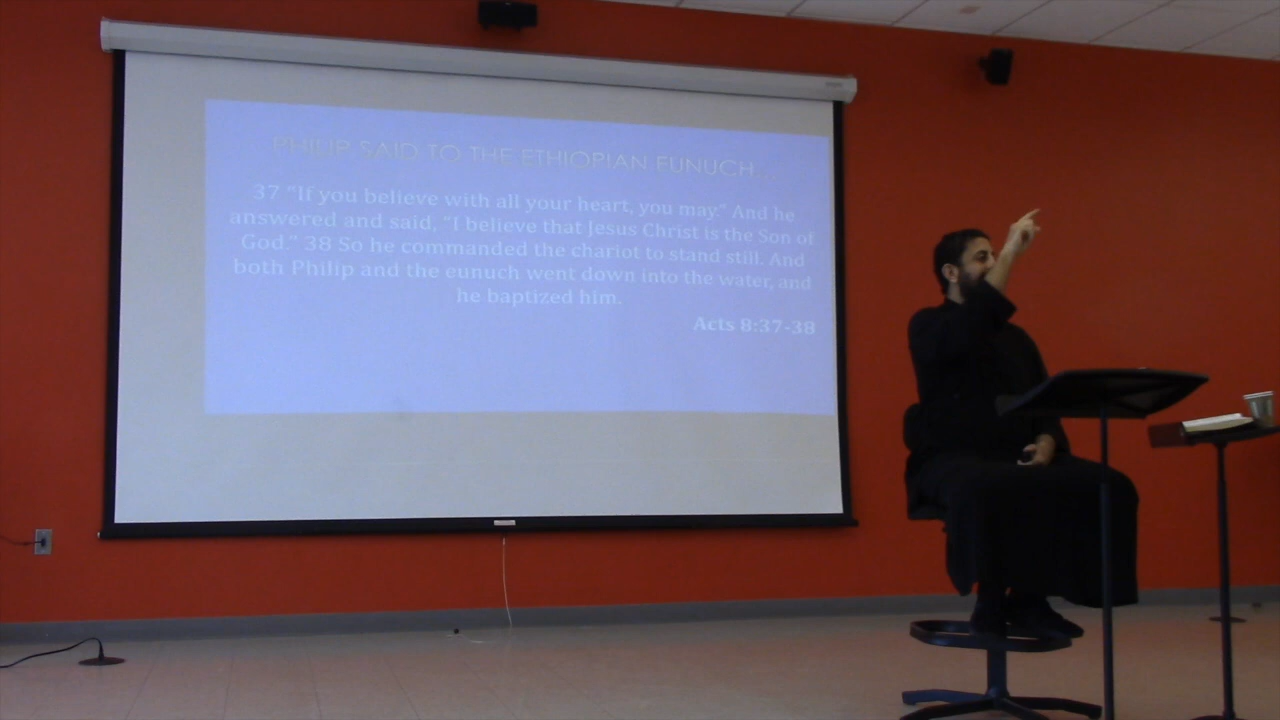 PHILIP SAID TO THE ETHIOPIAN EUNUCH...
37 "If you believe with all your heart, you may." And he
answered and said, "I believe that Jesus Christ is the Son of
God." 38 So he commanded the chariot to stand still. And
both Philip and the eunuch went down into the water, and
he baptized him.
Acts 8:37-38